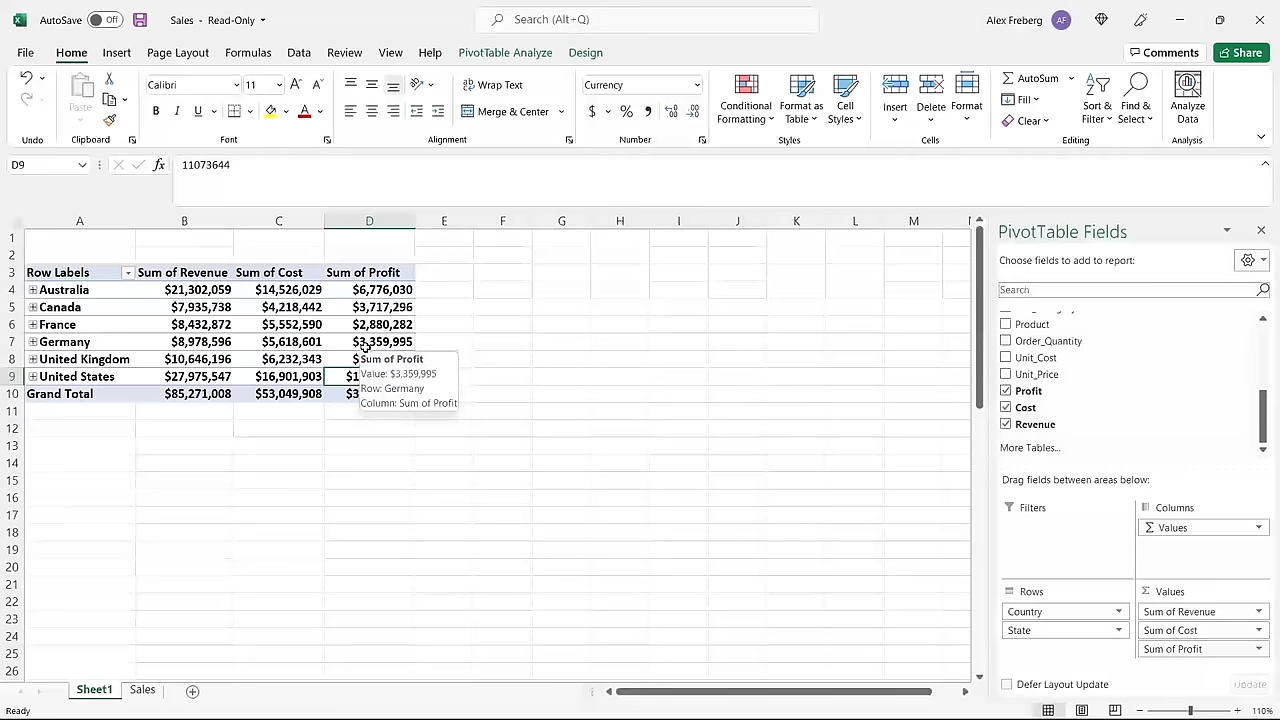 AutoSave Off Sales - Read-Only Search (Alt+Q) Alex Freberg AF
File Home Insert Page Layout Formulas Data Review View Help PivotTable Analyze Design Comments Share
Calibri 11 Wrap Text Currency AutoSum
Paste B I U Merge & Center $ % Conditional Formatting Format as Table Cell Styles Insert Delete Format Fill Sort & Filter Find & Select Analyze Data
Clear
Undo Clipboard Font Alignment Number Styles Cells Editing Analysis
D9 fx 11073644
A B C D E F G H I J K L M
1
2
3 Row Labels Sum of Revenue Sum of Cost Sum of Profit
4 Australia $21,302,059 $14,526,029 $6,776,030
5 Canada $7,935,738 $4,218,442 $3,717,296
6 France $8,432,872 $5,552,590 $2,880,282
7 Germany $8,978,596 $5,618,601 $3,359,995
8 United Kingdom $10,646,196 $6,232,343
9 United States $27,975,547 $16,901,903
10 Grand Total $85,271,008 $53,049,908
Sum of Profit
Value: $3,359,995
Row: Germany
Column: Sum of Profit
11
12
13
14
15
16
17
18
19
20
21
22
23
24
25
26
PivotTable Fields
Choose fields to add to report:
Search
Product
Order_Quantity
Unit_Cost
Unit_Price
Profit
Cost
Revenue
More Tables...
Drag fields between areas below:
Filters Columns
Σ Values
Rows Σ Values
Country Sum of Revenue
State Sum of Cost
Sum of Profit
Defer Layout Update Update
Sheet1 Sales
Ready 110%